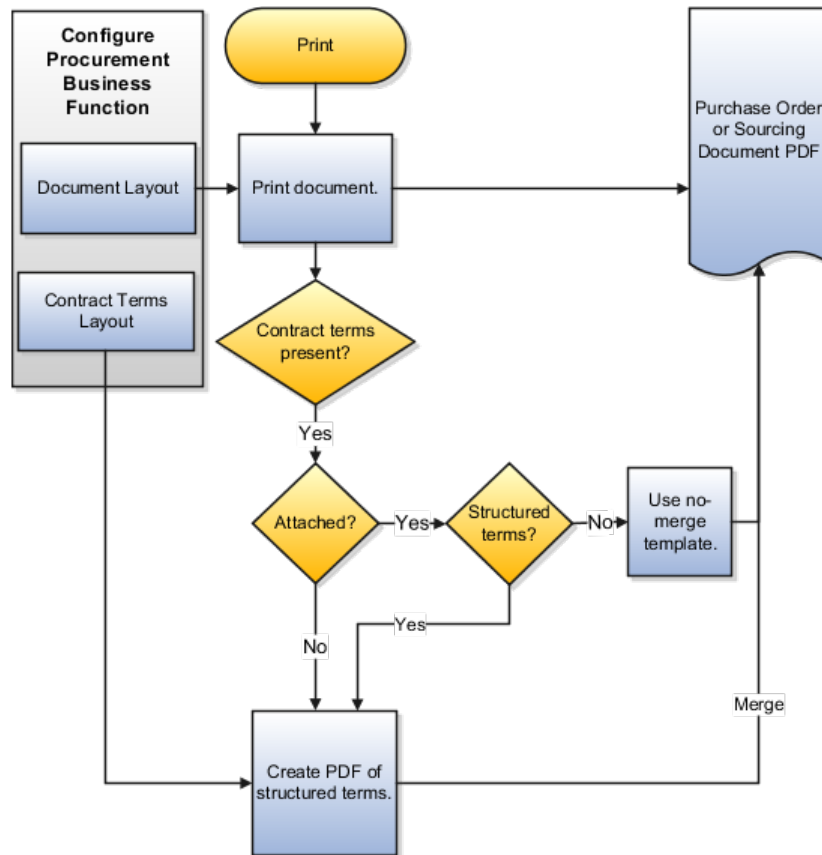 Configure
Procurement
Business
Function
Document Layout
Contract Terms
Layout
Print
Print document.
Purchase Order
or Sourcing
Document PDF
Contract terms
present?
Yes
Attached?
Yes
Structured
terms?
No
Use no-
merge
template.
No
Yes
Merge
Create PDF of
structured terms.